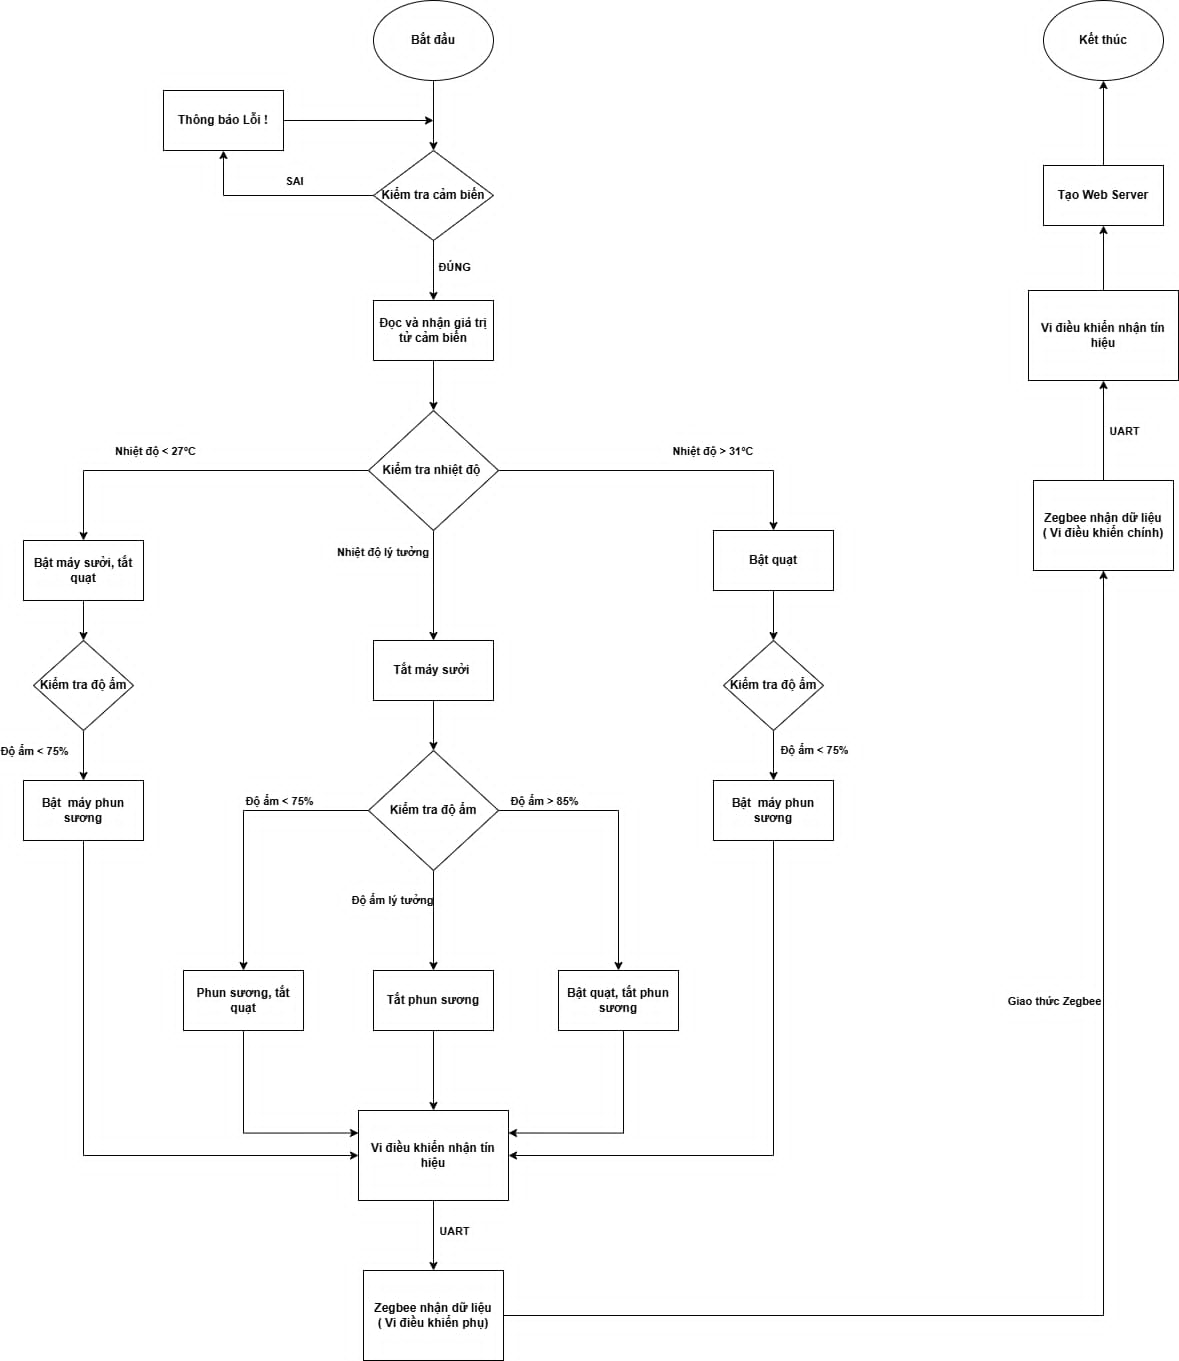 Bắt đầu
Kết thúc
Thông báo Lỗi !
SAI
Kiểm tra cảm biến
Tạo Web Server
ĐÚNG
Đọc và nhận giá trị
từ cảm biến
Vi điều khiển nhận tín
hiệu
UART
Nhiệt độ < 27°C
Kiểm tra nhiệt độ
Nhiệt độ > 31°C
Zegbee nhận dữ liệu
( Vi điều khiển chính)
Nhiệt độ lý tưởng
Bật máy sưởi, tắt
quạt
Bật quạt
Tắt máy sưởi
Kiểm tra độ ẩm
Kiểm tra độ ẩm
Độ ẩm < 75%
Độ ẩm < 75%
Bật máy phun
sương
Độ ẩm < 75%
Kiểm tra độ ẩm
Độ ẩm > 85%
Bật máy phun
sương
Độ ẩm lý tưởng
Phun sương, tắt
quạt
Tắt phun sương
Bật quạt, tắt phun
sương
Giao thức Zegbee
Vi điều khiển nhận tín
hiệu
UART
Zegbee nhận dữ liệu
( Vi điều khiển phụ)